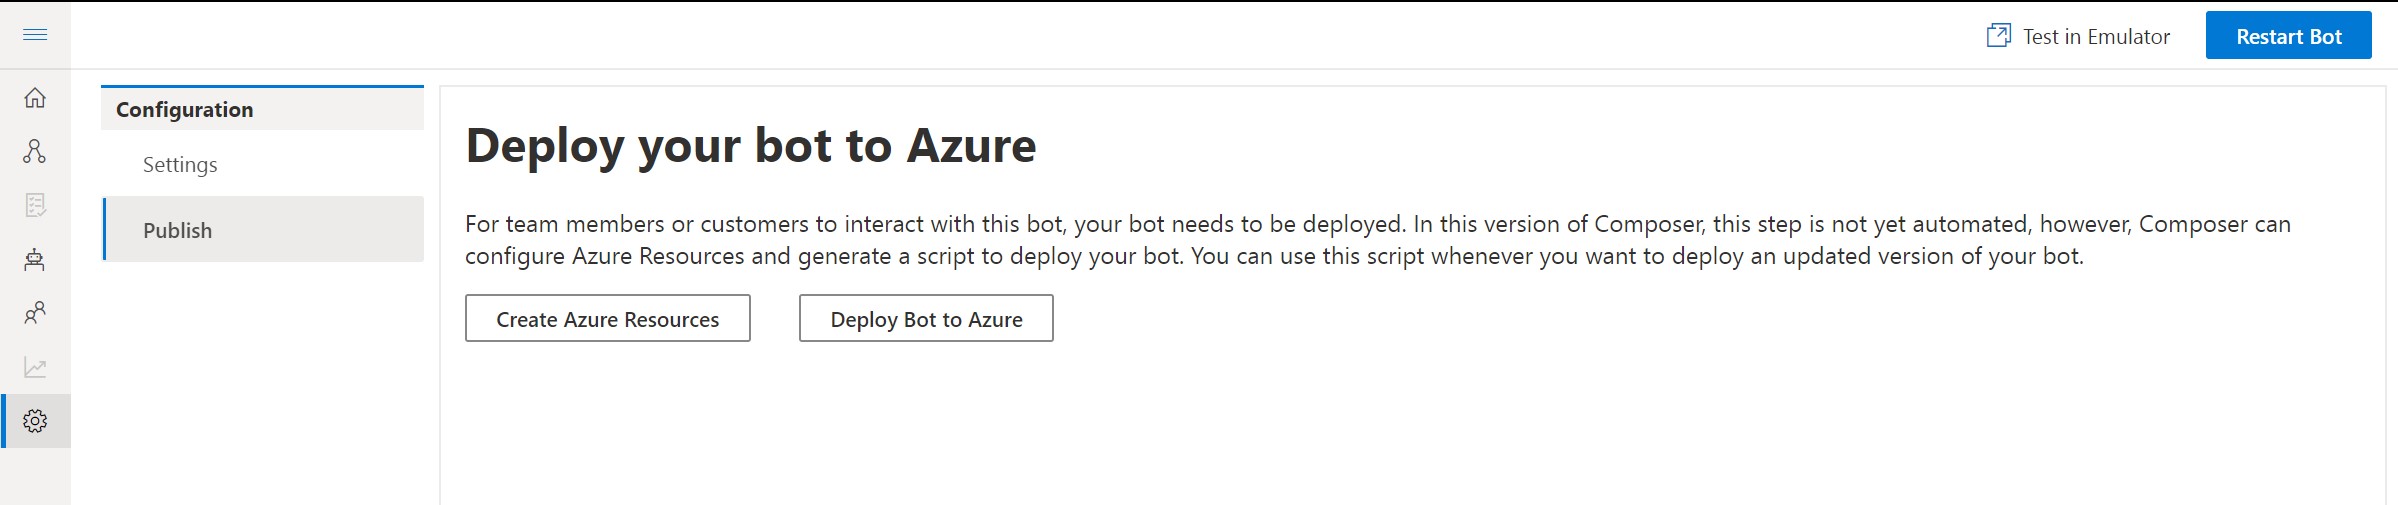 Test in Emulator
Restart Bot
Configuration
Settings
Publish
Deploy your bot to Azure
For team members or customers to interact with this bot, your bot needs to be deployed. In this version of Composer, this step is not yet automated, however, Composer can
configure Azure Resources and generate a script to deploy your bot. You can use this script whenever you want to deploy an updated version of your bot.
Create Azure Resources
Deploy Bot to Azure